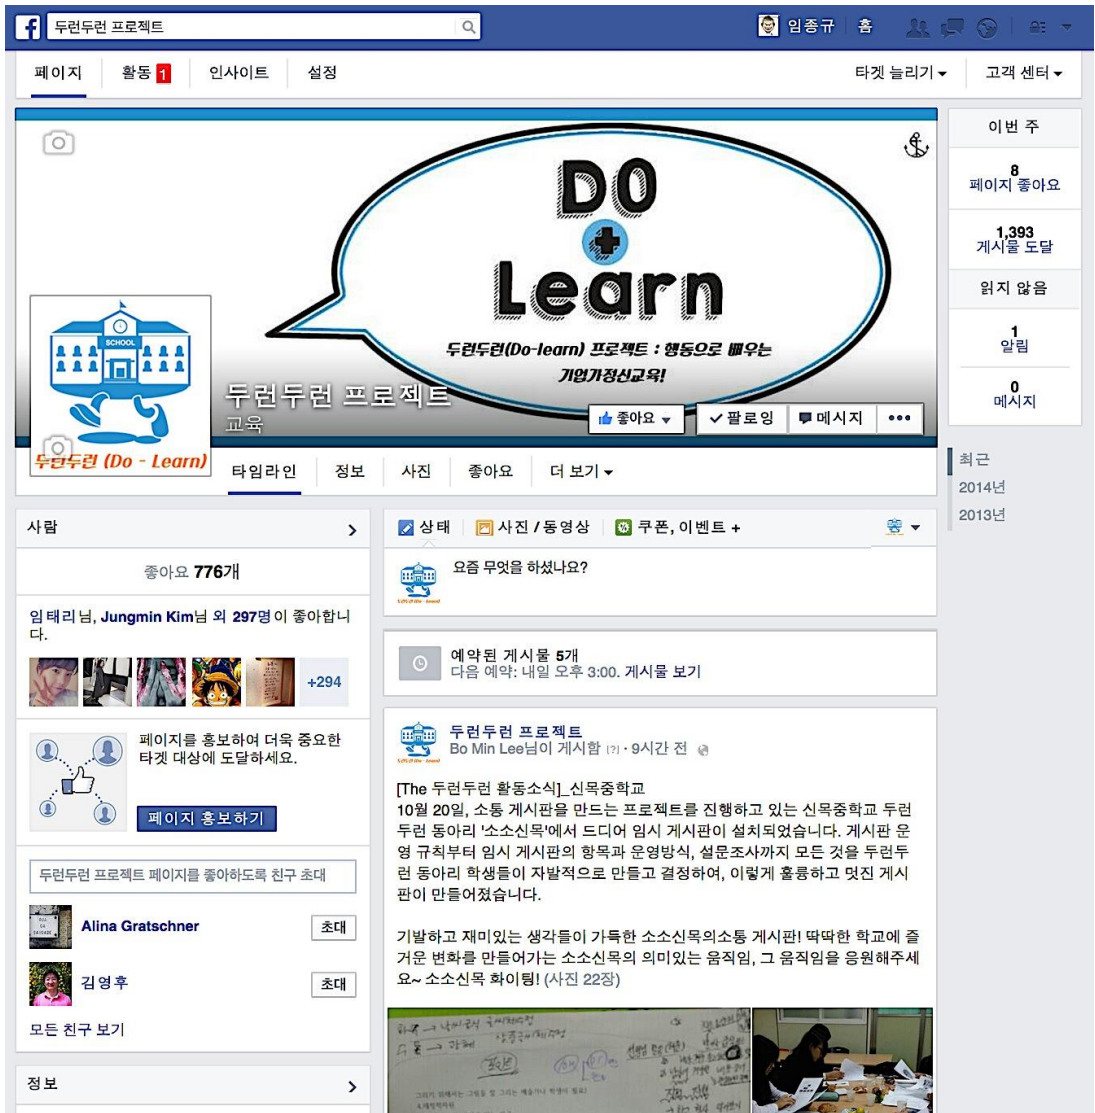 두런두런 프로젝트
임종규 홈
페이지 활동 1 인사이트 설정
타겟 늘리기 고객 센터
DO
+
Learn
두런두런(Do-learn) 프로젝트 : 행동으로 배우는
기업가정신교육!
SCHOOL
두런두런 (Do - Learn)
두런두런 프로젝트
교육
좋아요 팔로잉 메시지
타임라인 정보 사진 좋아요 더 보기
이번 주
8
페이지 좋아요
1,393
게시물 도달
읽지 않음
1
알림
0
메시지
최근
2014년
2013년
사람
좋아요 776개
임태리님, Jungmin Kim님 외 297명이 좋아합니
다.
+294
페이지를 홍보하여 더욱 중요한
타겟 대상에 도달하세요.
페이지 홍보하기
두런두런 프로젝트 페이지를 좋아하도록 친구 초대
Alina Gratschner 초대
김영후 초대
모든 친구 보기
정보
상태 사진 / 동영상 쿠폰, 이벤트 +
요즘 무엇을 하셨나요?
예약된 게시물 5개
다음 예약: 내일 오후 3:00. 게시물 보기
두런두런 프로젝트
Bo Min Lee님이 게시함 [?] · 9시간 전
[The 두런두런 활동소식]_신목중학교
10월 20일, 소통 게시판을 만드는 프로젝트를 진행하고 있는 신목중학교 두런
두런 동아리 '소소신목'에서 드디어 임시 게시판이 설치되었습니다. 게시판 운
영 규칙부터 임시 게시판의 항목과 운영방식, 설문조사까지 모든 것을 두런두
런 동아리 학생들이 자발적으로 만들고 결정하여, 이렇게 훌륭하고 멋진 게시
판이 만들어졌습니다.
기발하고 재미있는 생각들이 가득한 소소신목의소통 게시판! 딱딱한 학교에 즐
거운 변화를 만들어가는 소소신목의 의미있는 움직임, 그 움직임을 응원해주세
요~ 소소신목 화이팅! (사진 22장)